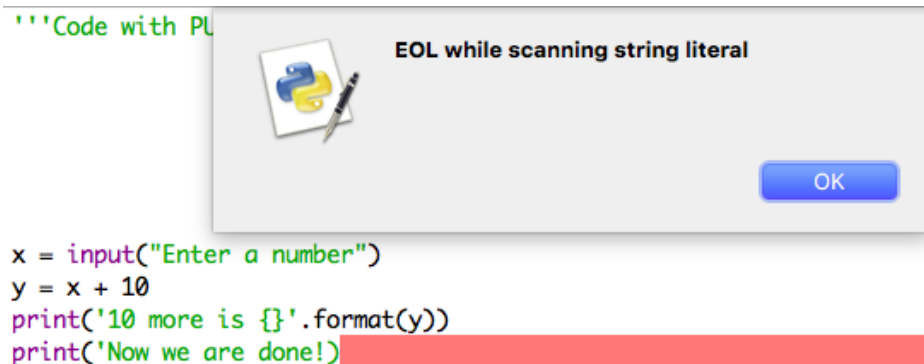 '''Code with
EOL while scanning string literal
OK
x = input("Enter a number")
y = x + 10
print('10 more is {}'.format(y))
print('Now we are done!)